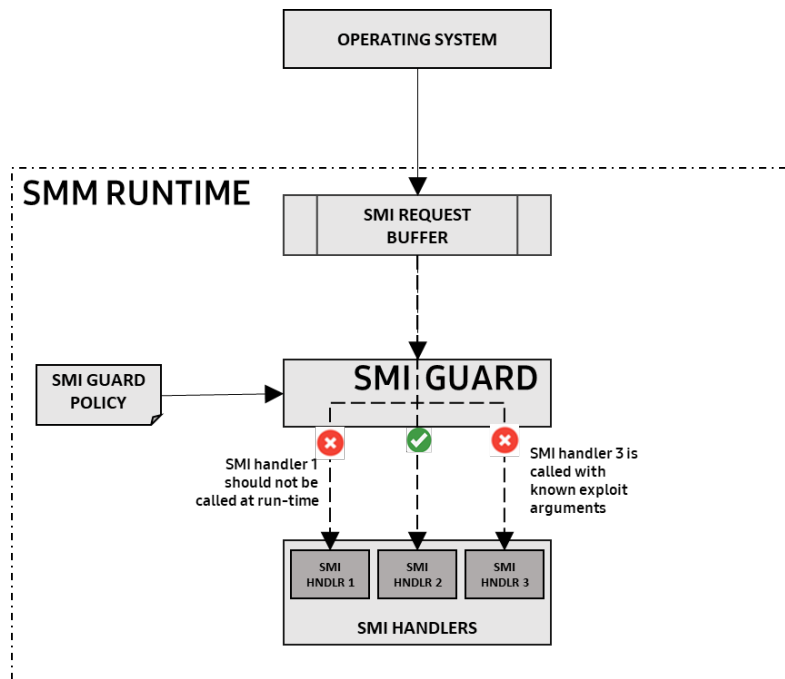 OPERATING SYSTEM
SMM RUNTIME
SMI REQUEST
BUFFER
SMI GUARD
POLICY
SMI GUARD
SMI handler 1
should not be
called at run-time
SMI handler 3 is
called with
known exploit
arguments
SMI
HNDLR 1
SMI
HNDLR 2
SMI
HNDLR 3
SMI HANDLERS